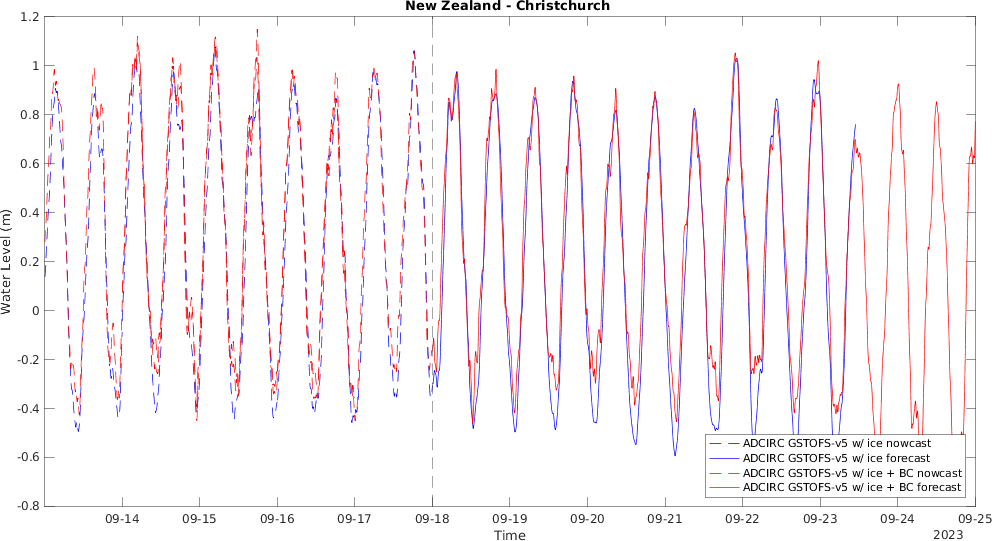 New Zealand - Christchurch
Water Level (m)
1.2
1
0.8
0.6
0.4
0.2
0
-0.2
-0.4
-0.6
-0.8
ADCIRC GSTOFS-v5 w/ ice nowcast
ADCIRC GSTOFS-v5 w/ ice forecast
ADCIRC GSTOFS-v5 w/ ice + BC nowcast
ADCIRC GSTOFS-v5 w/ ice + BC forecast
09-14 09-15 09-16 09-17 09-18 09-19 09-20 09-21 09-22 09-23 09-24 09-25
Time
2023